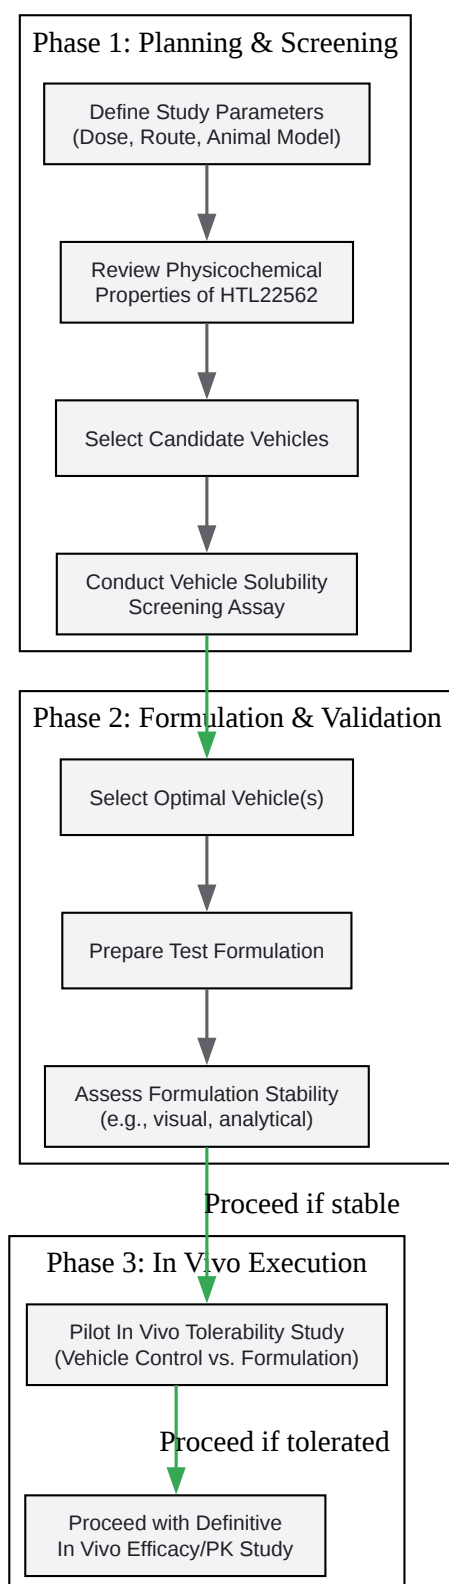 Phase 1: Planning & Screening
Define Study Parameters
(Dose, Route, Animal Model)
Review Physicochemical
Properties of HTL22562
Select Candidate Vehicles
Conduct Vehicle Solubility
Screening Assay
Phase 2: Formulation & Validation
Select Optimal Vehicle(s)
Prepare Test Formulation
Assess Formulation Stability
(e.g., visual, analytical)
Proceed if stable
Phase 3: In Vivo Execution
Pilot In Vivo Tolerability Study
(Vehicle Control vs. Formulation)
Proceed if tolerated
Proceed with Definitive
In Vivo Efficacy/PK Study